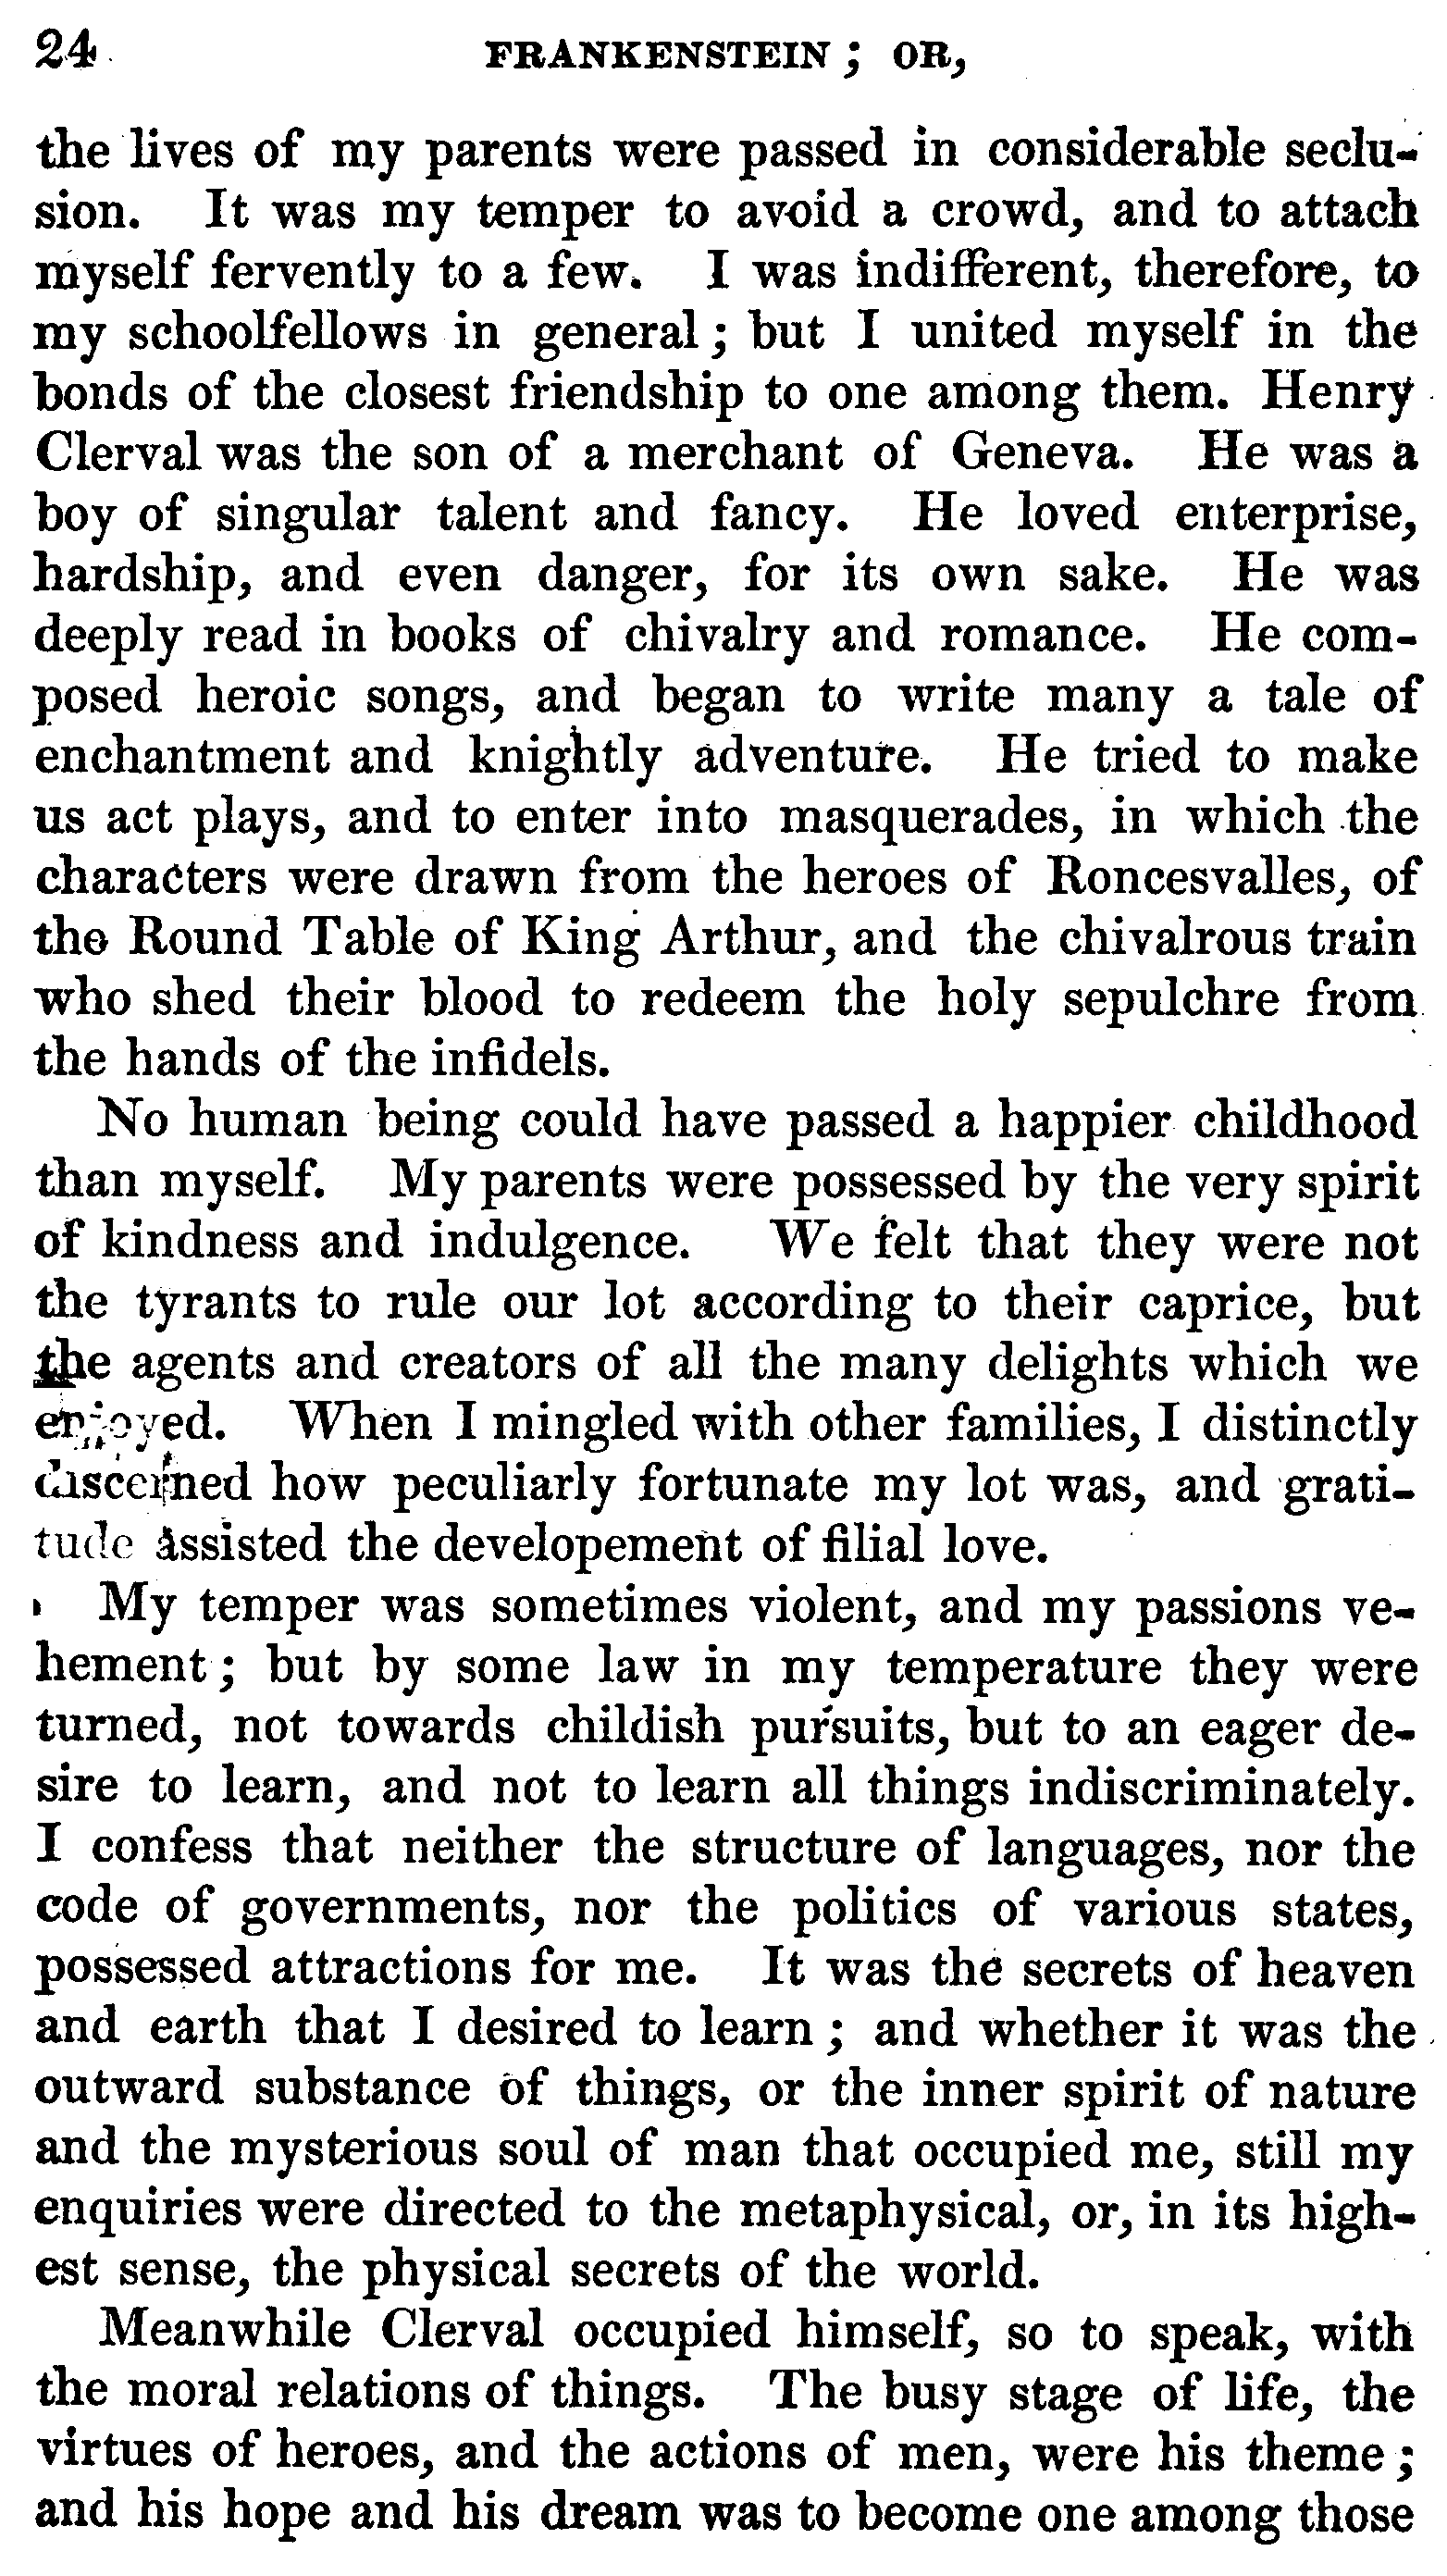 24 FRANKENSTEIN; OR,
the lives of my parents were passed in considerable seclu-
sion. It was my temper to avoid a crowd, and to attach
myself fervently to a few. I was indifferent, therefore, to
my schoolfellows in general; but I united myself in the
bonds of the closest friendship to one among them. Henry
Clerval was the son of a merchant of Geneva. He was a
boy of singular talent and fancy. He loved enterprise,
hardship, and even danger, for its own sake. He was
deeply read in books of chivalry and romance. He com-
posed heroic songs, and began to write many a tale of
enchantment and knightly adventure. He tried to make
us act plays, and to enter into masquerades, in which the
characters were drawn from the heroes of Roncesvalles, of
the Round Table of King Arthur, and the chivalrous train
who shed their blood to redeem the holy sepulchre from
the hands of the infidels.
No human being could have passed a happier childhood
than myself. My parents were possessed by the very spirit
of kindness and indulgence. We felt that they were not
the tyrants to rule our lot according to their caprice, but
the agents and creators of all the many delights which we
enjoyed. When I mingled with other families, I distinctly
discerned how peculiarly fortunate my lot was, and grati-
tude assisted the developement of filial love.
My temper was sometimes violent, and my passions ve-
hement; but by some law in my temperature they were
turned, not towards childish pursuits, but to an eager de-
sire to learn, and not to learn all things indiscriminately.
I confess that neither the structure of languages, nor the
code of governments, nor the politics of various states,
possessed attractions for me. It was the secrets of heaven
and earth that I desired to learn; and whether it was the
outward substance of things, or the inner spirit of nature
and the mysterious soul of man that occupied me, still my
enquiries were directed to the metaphysical, or, in its high-
est sense, the physical secrets of the world.
Meanwhile Clerval occupied himself, so to speak, with
the moral relations of things. The busy stage of life, the
virtues of heroes, and the actions of men, were his theme;
and his hope and his dream was to become one among those